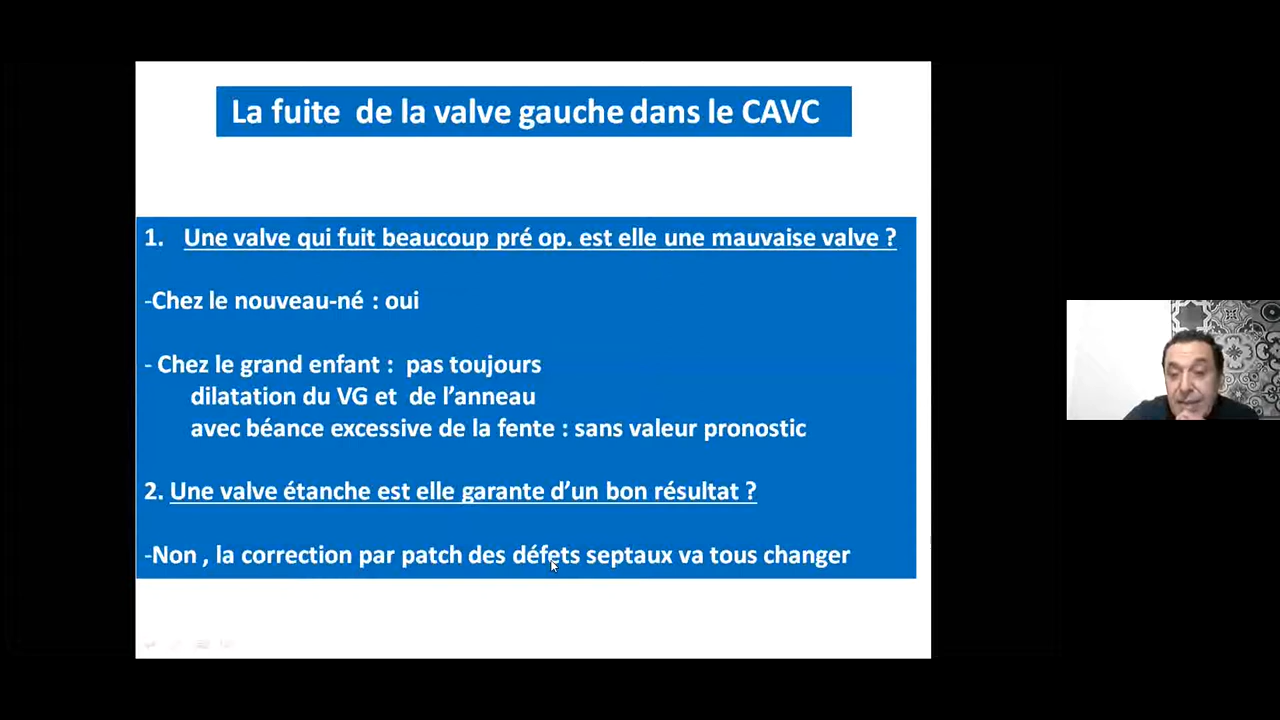 La fuite de la valve gauche dans le CAVC
1. Une valve qui fuit beaucoup pré op. est elle une mauvaise valve ?
-Chez le nouveau-né : oui
- Chez le grand enfant : pas toujours
dilatation du VG et de l’anneau
avec béance excessive de la fente : sans valeur pronostic
2. Une valve étanche est elle garante d’un bon résultat ?
-Non , la correction par patch des défets septaux va tous changer